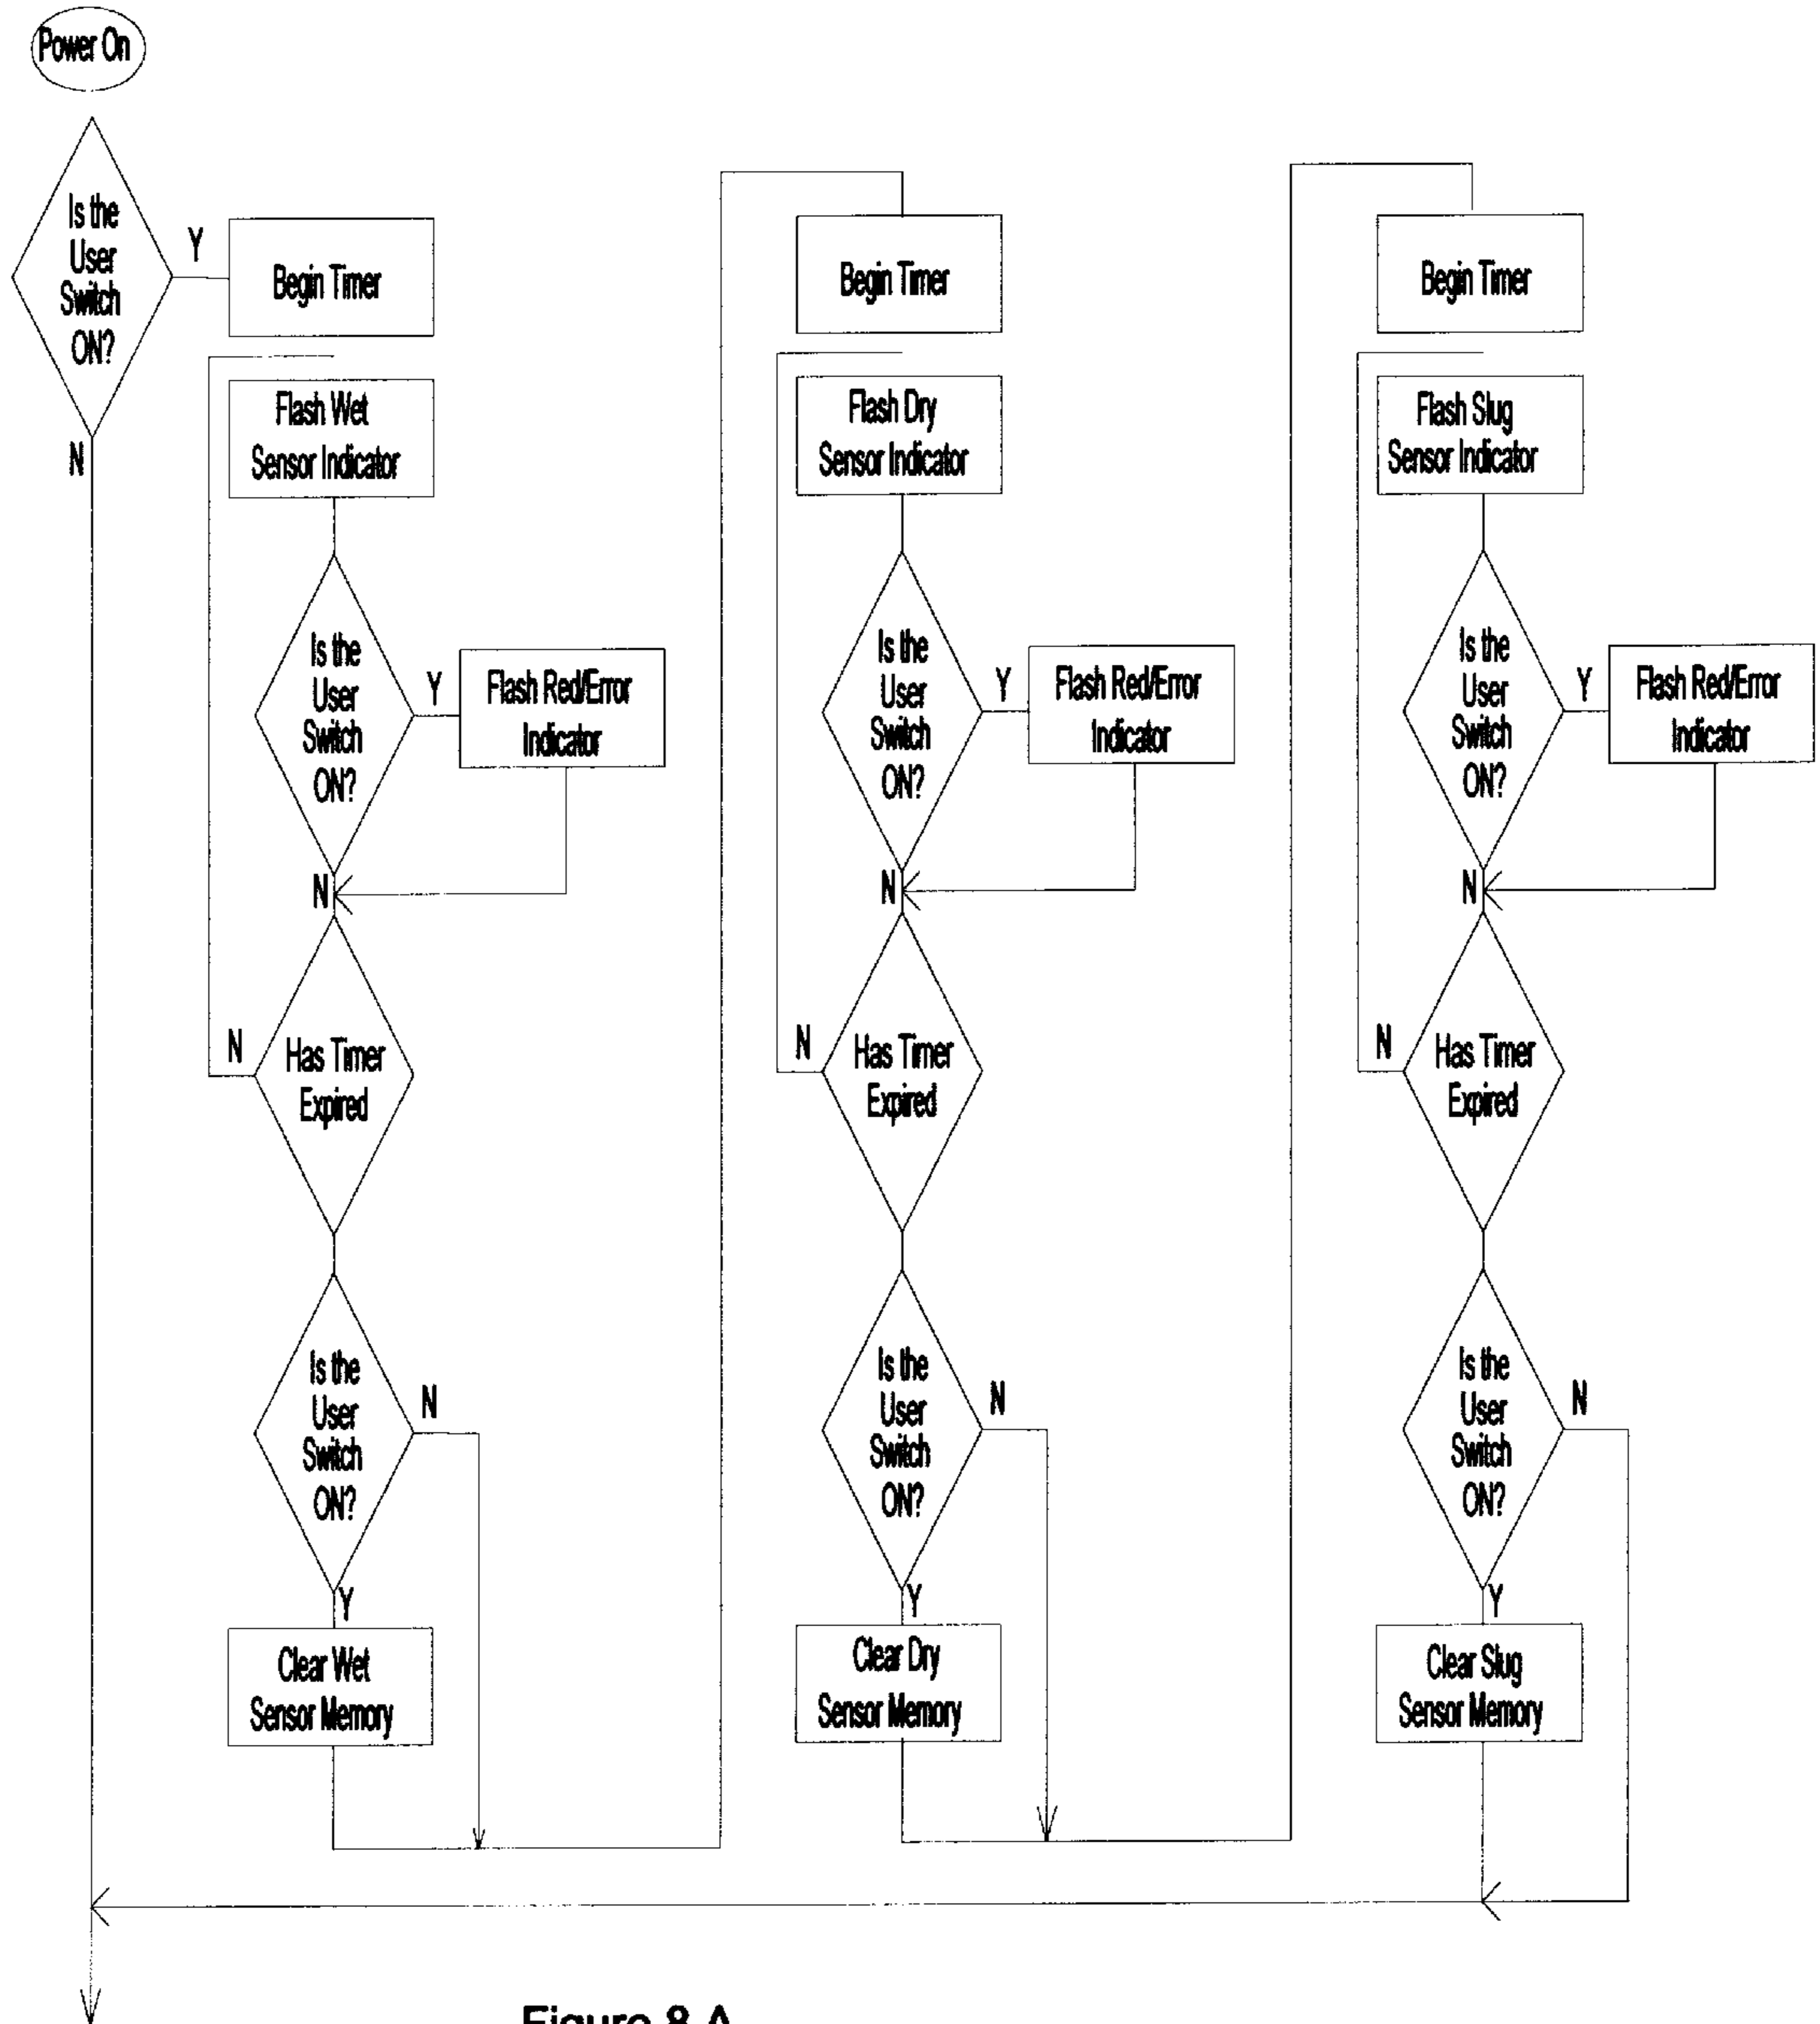 Power On
Is the
User
Switch
ON?
Y
N
Begin Timer
Flash Wet
Sensor Indicator
Is the
User
Switch
ON?
Y
Flash Red/Error
Indicator
N
N
Has Timer
Expired
Is the
User
Switch
ON?
N
Y
Clear Wet
Sensor Memory
Begin Timer
Flash Dry
Sensor Indicator
Is the
User
Switch
ON?
Y
Flash Red/Error
Indicator
N
N
Has Timer
Expired
Is the
User
Switch
ON?
N
Y
Clear Dry
Sensor Memory
Begin Timer
Flash Slug
Sensor Indicator
Is the
User
Switch
ON?
Y
Flash Red/Error
Indicator
N
N
Has Timer
Expired
Is the
User
Switch
ON?
N
Y
Clear Slug
Sensor Memory
Figure 8 A